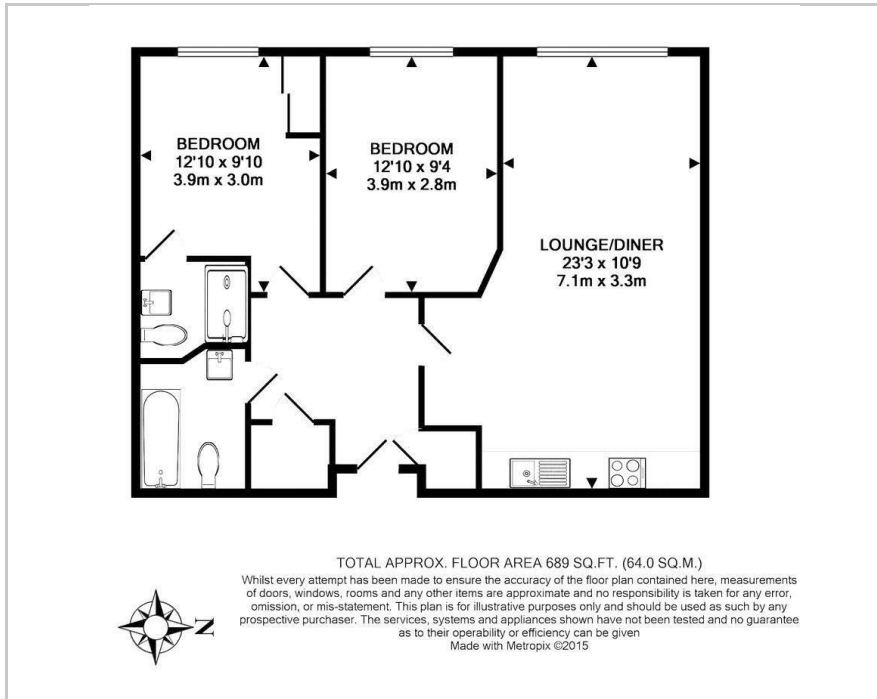 BEDROOM
12'10 x 9'10
3.9m x 3.0m
BEDROOM
12'10 x 9'4
3.9m x 2.8m
LOUNGE/DINER
23'3 x 10'9
7.1m x 3.3m
TOTAL APPROX. FLOOR AREA 689 SQ.FT. (64.0 SQ.M.)
Whilst every attempt has been made to ensure the accuracy of the floor plan contained here, measurements
of doors, windows, rooms and any other items are approximate and no responsibility is taken for any error,
omission, or mis-statement. This plan is for illustrative purposes only and should be used as such by any
prospective purchaser. The services, systems and appliances shown have not been tested and no guarantee
as to their operability or efficiency can be given
Made with Metropix ©2015
N